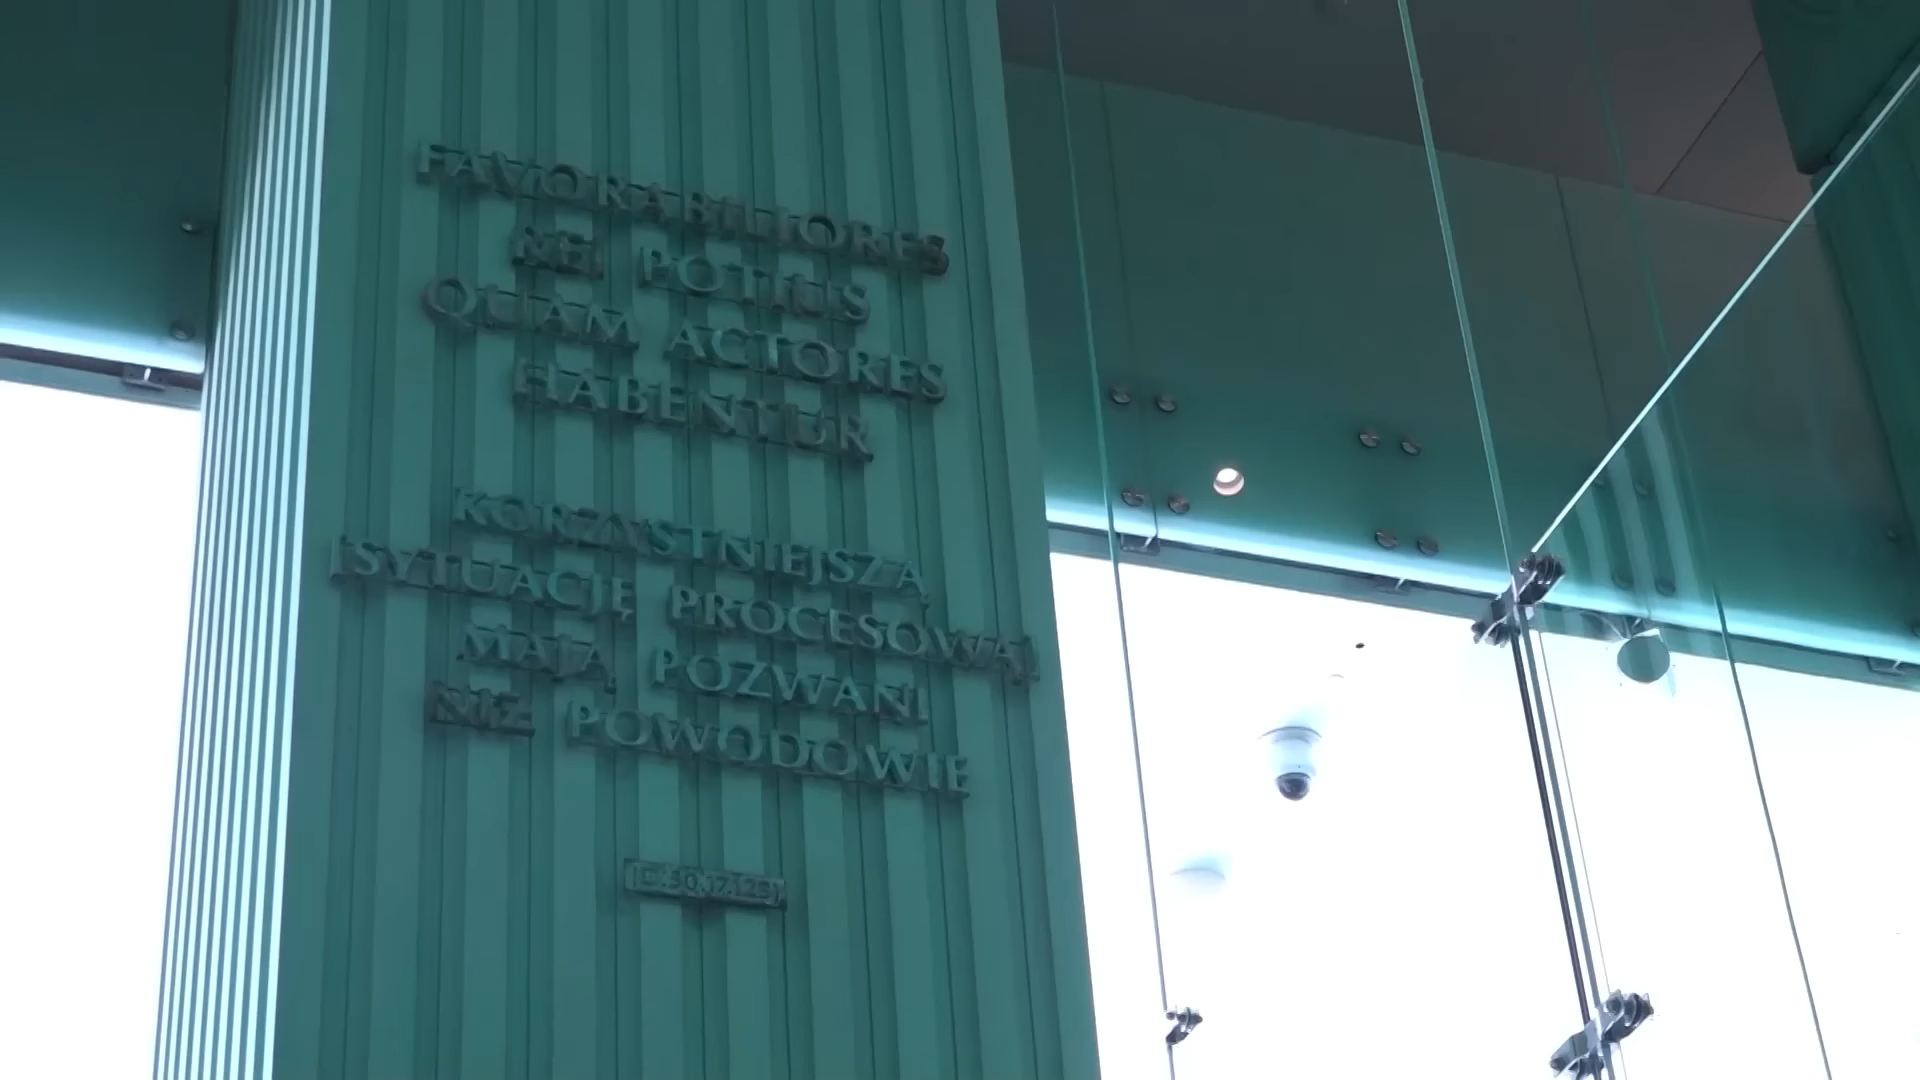 FAVORABILIORES
REI POTIUS
QUAM ACTORES
HABENTUR
KORZYSTNIEJSZĄ
[SYTUACJĘ PROCESOWĄ]
MAJĄ POZWANI
NIŻ POWODOWIE
(D.50.17.125)